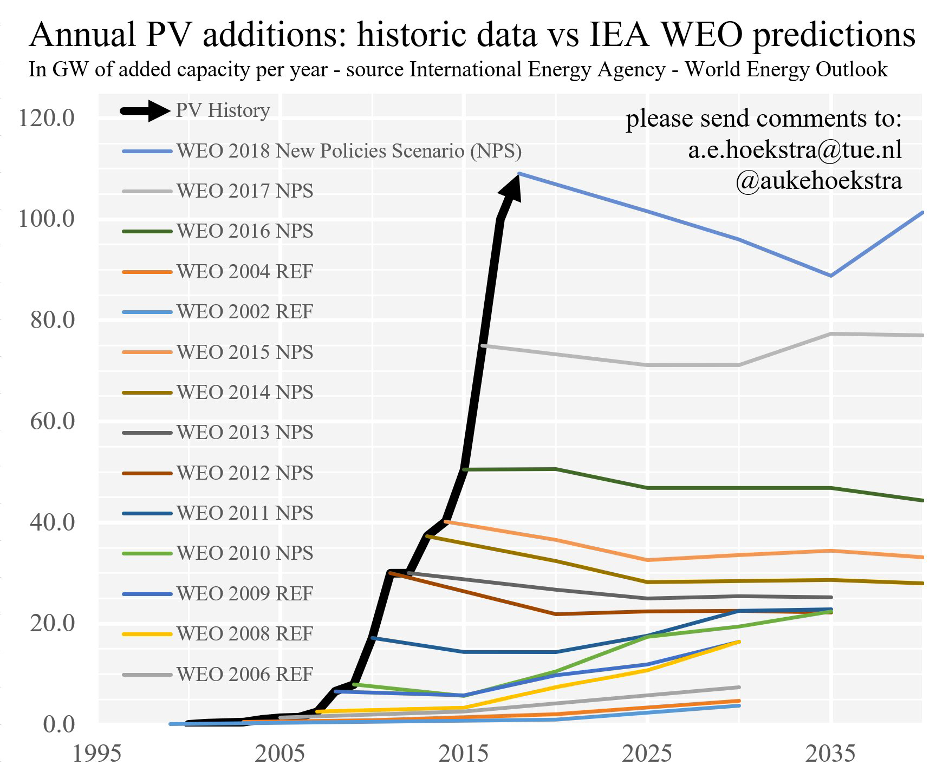 Annual PV additions: historic data vs IEA WEO predictions
In GW of added capacity per year - source International Energy Agency - World Energy Outlook
please send comments to:
a.e.hoekstra@tue.nl
@aukehoekstra
PV History
WEO 2018 New Policies Scenario (NPS)
WEO 2017 NPS
WEO 2016 NPS
WEO 2004 REF
WEO 2002 REF
WEO 2015 NPS
WEO 2014 NPS
WEO 2013 NPS
WEO 2012 NPS
WEO 2011 NPS
WEO 2010 NPS
WEO 2009 REF
WEO 2008 REF
WEO 2006 REF
120.0
100.0
80.0
60.0
40.0
20.0
0.0
1995 2005 2015 2025 2035